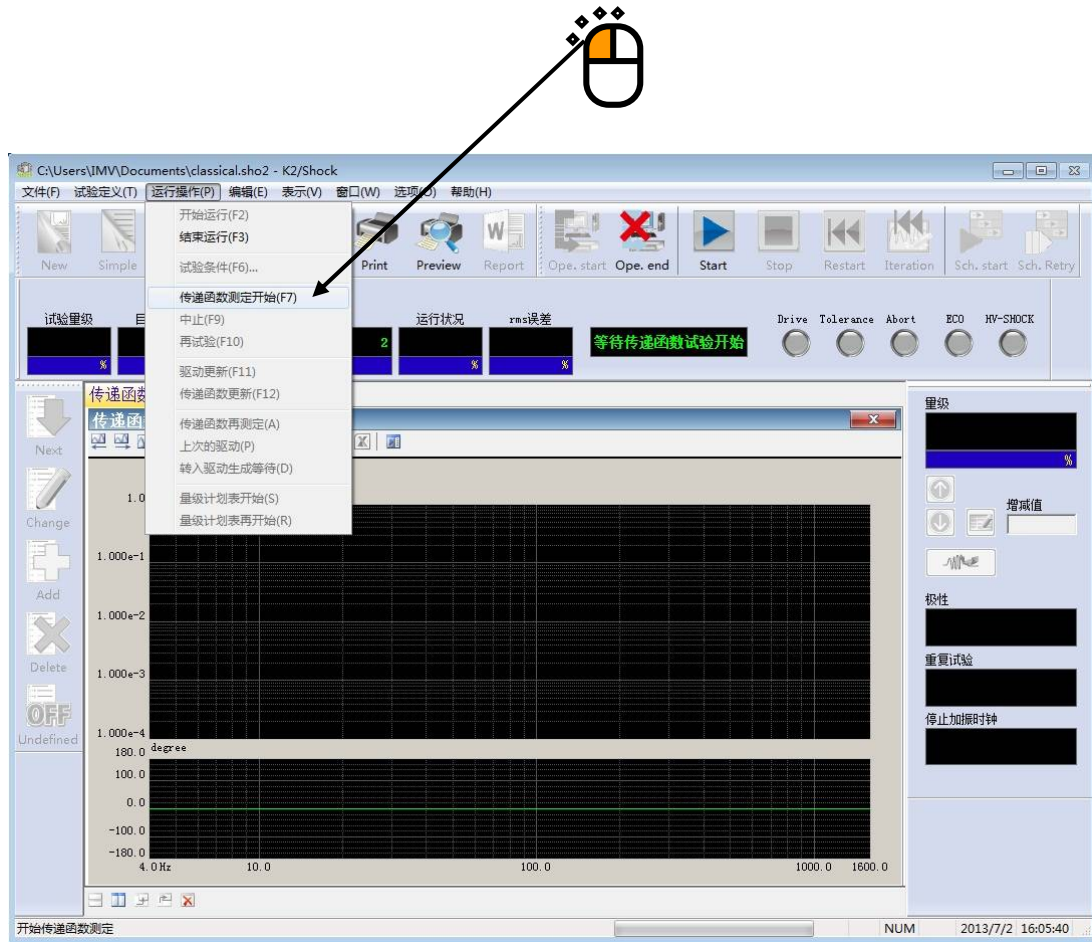 C:\Users\IMV\Documents\classical.sho2 - K2/Shock
文件(F) 试验定义(T) 运行操作(P) 编辑(E) 表示(V) 窗口(W) 选项(O) 帮助(H)
开始运行(F2)
结束运行(F3)
试验条件(F6)...
传递函数测定开始(F7)
中止(F9)
再试验(F10)
驱动更新(F11)
传递函数更新(F12)
传递函数再测定(A)
上次的驱动(P)
转入驱动生成等待(D)
量级计划表开始(S)
量级计划表再开始(R)
New Simple Print Preview Report Ope. start Ope. end Start Stop Restart Iteration Sch. start Sch. Retry
试验量级 目 运行状况 rms误差 Drive Tolerance Abort ECO HV-SHOCK
2 等待传递函数试验开始
% % %
传递函数
传递函
Next
Change
Add
Delete
OFF
Undefined
1.0
1.000e-1
1.000e-2
1.000e-3
1.000e-4
180.0 degree
100.0
0.0
-100.0
-180.0
4.0 Hz 10.0 100.0 1000.0 1600.0
量级
%
增减值
极性
重复试验
停止加振时钟
开始传递函数测定 NUM 2013/7/2 16:05:40